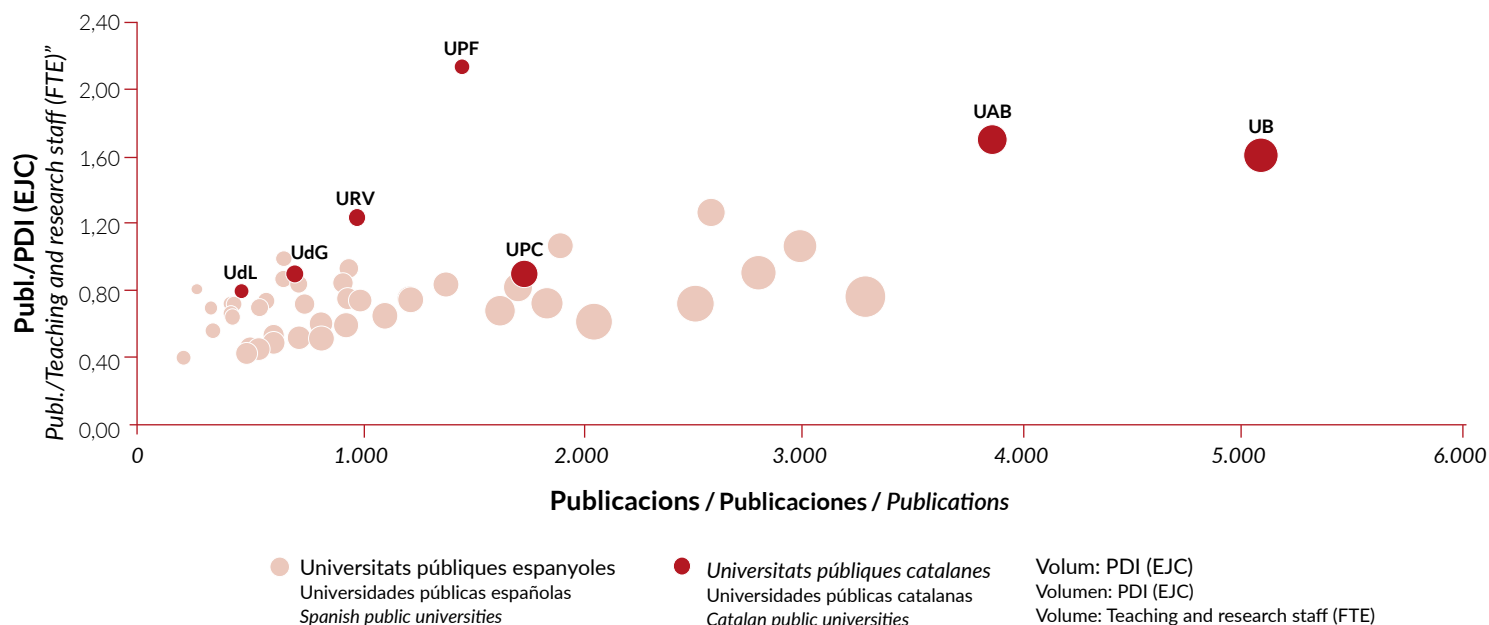 2,40
2,00
1,60
1,20
0,80
0,40
0,00
Publ./PDI (EJC)
Publ./Teaching and research staff (FTE)”
UPF
UAB
UB
URV
UdG
UdL
UPC
0
1.000
2.000
3.000
4.000
5.000
6.000
Publicacions / Publicaciones / Publications
Universitats públiques espanyoles
Universidades públicas españolas
Spanish public universities
Universitats públiques catalanes
Universidades públicas catalanas
Catalan public universities
Volum: PDI (EJC)
Volumen: PDI (EJC)
Volume: Teaching and research staff (FTE)